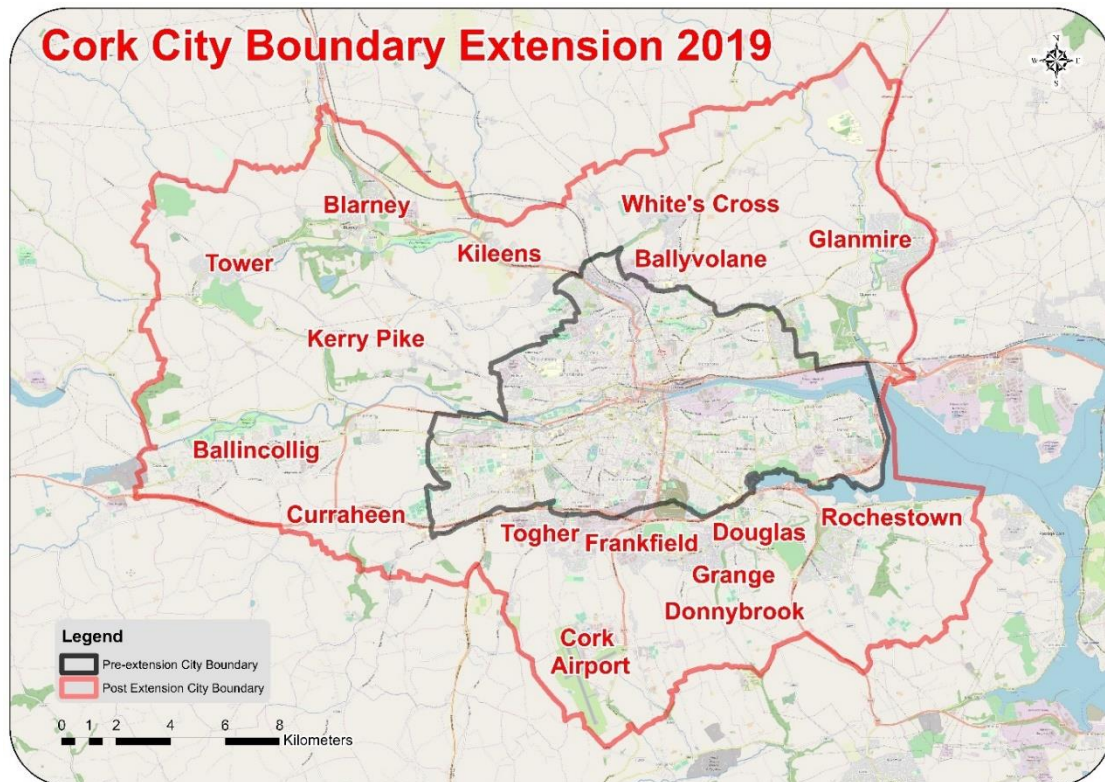 Cork City Boundary Extension 2019
N
W E
S
White's Cross
Blarney
Glanmire
Kileens
Ballyvolane
Tower
Kerry Pike
Ballincollig
Curraheen
Rochestown
Togher
Frankfield
Douglas
Grange
Donnybrook
Cork
Airport
Legend
Pre-extension City Boundary
Post Extension City Boundary
0 1 2 4 6 8
Kilometers